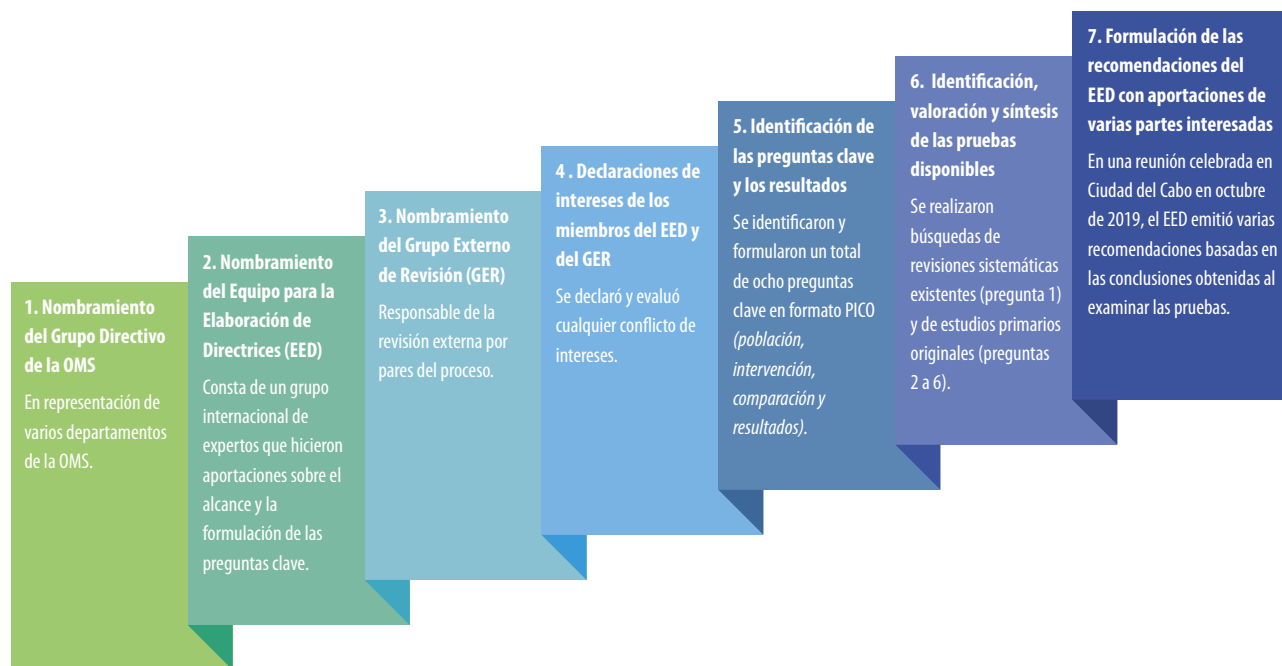 1. Nombramiento
del Grupo Directivo
de la OMS
En representación de
varios departamentos
de la OMS.
2. Nombramiento
del Equipo para la
Elaboración de
Directrices (EED)
Consta de un grupo
internacional de
expertos que hicieron
aportaciones sobre el
alcance y la
formulación de las
preguntas clave.
3. Nombramiento
del Grupo Externo
de Revisión (GER)
Responsable de la
revisión externa por
pares del proceso.
4 . Declaraciones de
intereses de los
miembros del EED y
del GER
Se declaró y evaluó
cualquier conflicto de
intereses.
5. Identificación de
las preguntas clave
y los resultados
Se identificaron y
formularon un total
de ocho preguntas
clave en formato PICO
(población,
intervención,
comparación y
resultados).
6. Identificación,
valoración y síntesis
de las pruebas
disponibles
Se realizaron
búsquedas de
revisiones sistemáticas
existentes (pregunta 1)
y de estudios primarios
originales (preguntas
2 a 6).
7. Formulación de las
recomendaciones del
EED con aportaciones de
varias partes interesadas
En una reunión celebrada en
Ciudad del Cabo en octubre
de 2019, el EED emitió varias
recomendaciones basadas en
las conclusiones obtenidas al
examinar las pruebas.